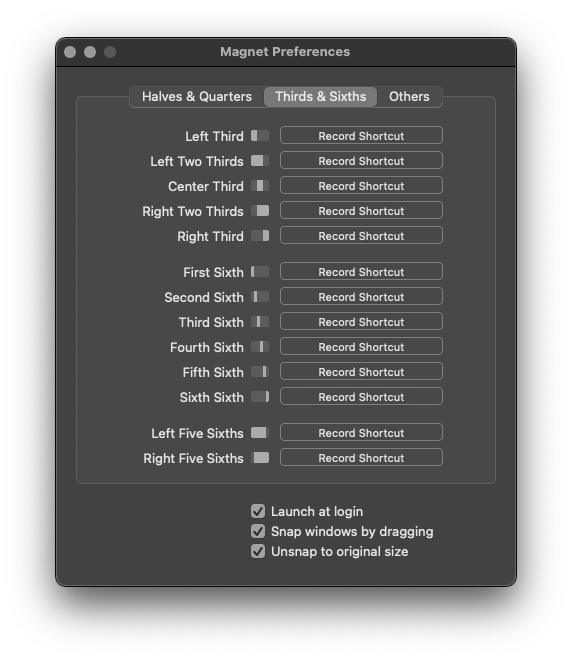 Magnet Preferences
Halves & Quarters Thirds & Sixths Others
Left Third Record Shortcut
Left Two Thirds Record Shortcut
Center Third Record Shortcut
Right Two Thirds Record Shortcut
Right Third Record Shortcut
First Sixth Record Shortcut
Second Sixth Record Shortcut
Third Sixth Record Shortcut
Fourth Sixth Record Shortcut
Fifth Sixth Record Shortcut
Sixth Sixth Record Shortcut
Left Five Sixths Record Shortcut
Right Five Sixths Record Shortcut
Launch at login
Snap windows by dragging
Unsnap to original size